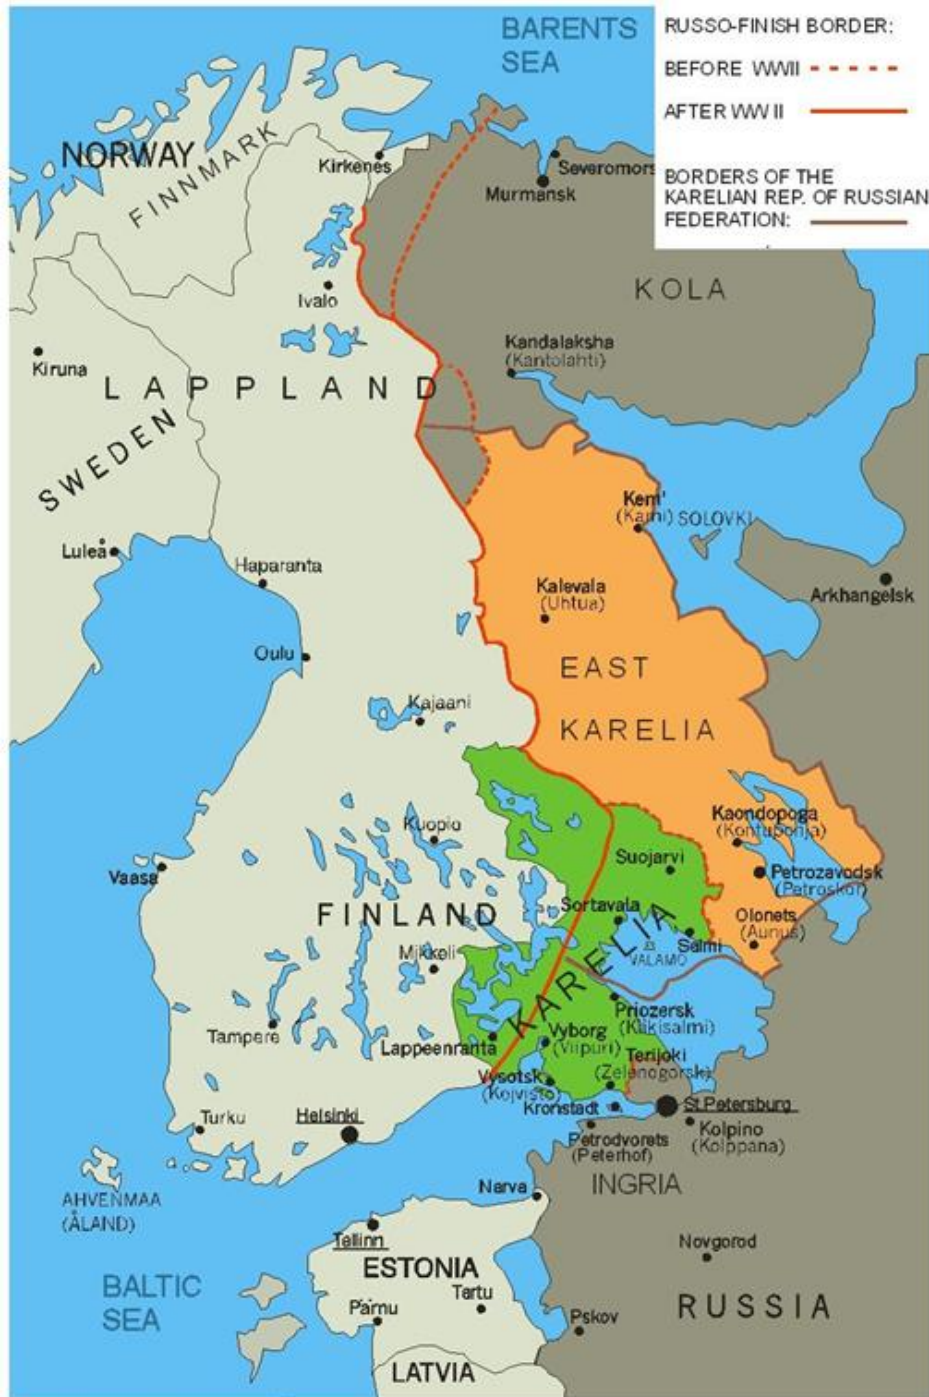 BARENTS
SEA
RUSSO-FINISH BORDER:
BEFORE WWII
AFTER WW II
BORDERS OF THE
KARELIAN REP. OF RUSSIAN
FEDERATION:
NORWAY
FINNMARK
Kirkenes
Severomors
Murmansk
KOLA
Ivalo
Kandalaksha
(Kantolahti)
Kiruna
LAPPLAND
SWEDEN
Kem'
(Kami) SOLOVKI
Luleå
Haparanta
Kalevala
(Uhtua)
Arkhangelsk
Oulu
EAST
KARELIA
Kajaani
Kuopio
Kaondopoga
(Kontupohja)
Suojarvi
Vaasa
Petrozavodsk
(Petroskoi)
FINLAND
Sortavala
Olonets
(Aunus)
KARELIA
Salmi
VALAMO
Mikkeli
Priozersk
(Käkisalmi)
Tampere
Lappeenranta
Vyborg
(Viipuri)
Terijoki
(Zelenogorsk)
Vysotsk
(Koivisto)
Kronstadt
St.Petersburg
Turku
Helsinki
Kolpino
(Kolppana)
Petrodvorets
(Peterhof)
INGRIA
AHVENMAA
(ÅLAND)
Narva
Tallinn
Novgorod
ESTONIA
BALTIC
SEA
Pärnu
Tartu
Pskov
RUSSIA
LATVIA